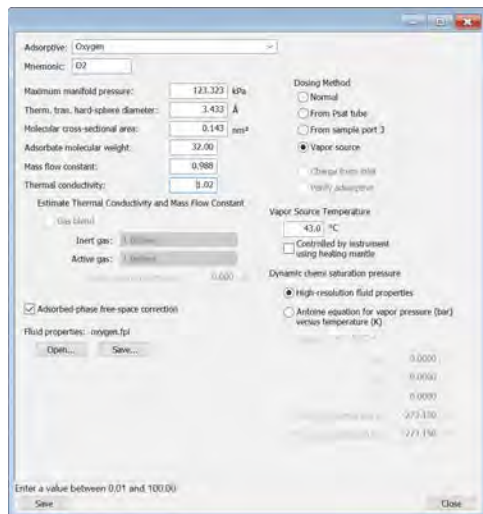 Adsorptive: Oxygen
Mnemonic: O2
Maximum manifold pressure: 123.323 kPa
Therm. tran. hard-sphere diameter: 3.433 Å
Molecular cross-sectional area: 0.143 nm²
Adsorbate molecular weight: 32.00
Mass flow constant: 0.988
Thermal conductivity: 1.02
Estimate Thermal Conductivity and Mass Flow Constant
Gas blend
Inert gas:
Active gas:
0.000
Adsorbed-phase free-space correction
Fluid properties: oxygen.fpl
Open... Save...
Dosing Method
Normal
From Psat tube
From sample port 3
Vapor source
Charge from inlet
Purify adsorptive
Vapor Source Temperature
43.0 °C
Controlled by instrument
using heating mantle
Dynamic chemi saturation pressure
High-resolution fluid properties
Antoine equation for vapor pressure (bar)
versus temperature (K)
0.0000
0.0000
0.0000
-273.150
-273.150
Enter a value between 0.01 and 100.00
Save Close